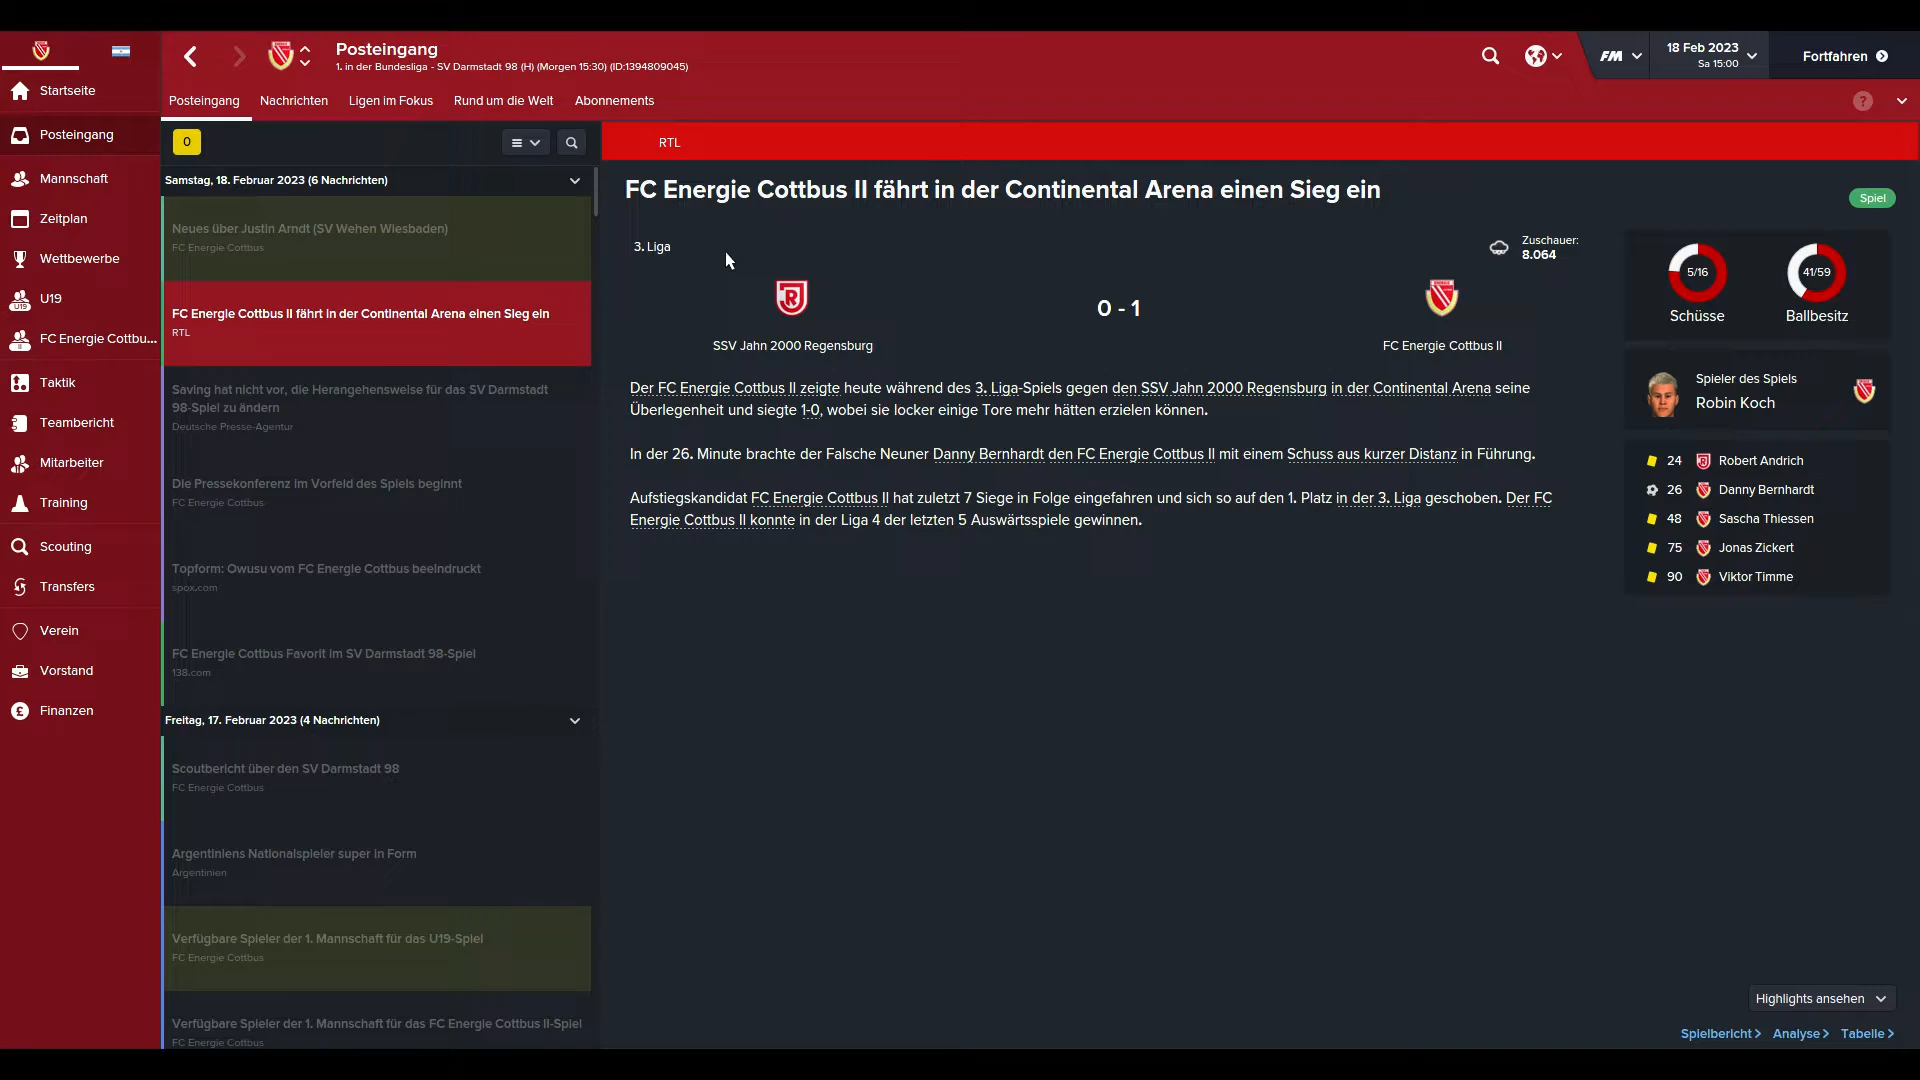 Posteingang
1. in der Bundesliga - SV Darmstadt 98 (H) (Morgen 15:30) (ID:1394809045)
FM
18 Feb 2023
Sa 15:00
Fortfahren
Startseite
Posteingang
Mannschaft
Zeitplan
Wettbewerbe
U19
U19
FC Energie Cottbu...
II
Taktik
Teambericht
Mitarbeiter
Training
Scouting
Transfers
Verein
Vorstand
£
Finanzen
Posteingang Nachrichten Ligen im Fokus Rund um die Welt Abonnements
?
0
Samstag, 18. Februar 2023 (6 Nachrichten)
Neues über Justin Arndt (SV Wehen Wiesbaden)
FC Energie Cottbus
FC Energie Cottbus II fährt in der Continental Arena einen Sieg ein
RTL
Saving hat nicht vor, die Herangehensweise für das SV Darmstadt
98-Spiel zu ändern
Deutsche Presse-Agentur
Die Pressekonferenz im Vorfeld des Spiels beginnt
FC Energie Cottbus
Topform: Owusu vom FC Energie Cottbus beeindruckt
spox.com
FC Energie Cottbus Favorit im SV Darmstadt 98-Spiel
138.com
Freitag, 17. Februar 2023 (4 Nachrichten)
Scoutbericht über den SV Darmstadt 98
FC Energie Cottbus
Argentiniens Nationalspieler super in Form
Argentinien
Verfügbare Spieler der 1. Mannschaft für das U19-Spiel
FC Energie Cottbus
Verfügbare Spieler der 1. Mannschaft für das FC Energie Cottbus II-Spiel
FC Energie Cottbus
RTL
FC Energie Cottbus II fährt in der Continental Arena einen Sieg ein
Spiel
3. Liga
Zuschauer:
8.064
0 - 1
SSV Jahn 2000 Regensburg
FC Energie Cottbus II
Der FC Energie Cottbus II zeigte heute während des 3. Liga-Spiels gegen den SSV Jahn 2000 Regensburg in der Continental Arena seine
Überlegenheit und siegte 1-0, wobei sie locker einige Tore mehr hätten erzielen können.
In der 26. Minute brachte der Falsche Neuner Danny Bernhardt den FC Energie Cottbus II mit einem Schuss aus kurzer Distanz in Führung.
Aufstiegskandidat FC Energie Cottbus II hat zuletzt 7 Siege in Folge eingefahren und sich so auf den 1. Platz in der 3. Liga geschoben. Der FC
Energie Cottbus II konnte in der Liga 4 der letzten 5 Auswärtsspiele gewinnen.
5/16
41/59
Schüsse
Ballbesitz
Spieler des Spiels
Robin Koch
24 Robert Andrich
26 Danny Bernhardt
48 Sascha Thiessen
75 Jonas Zickert
90 Viktor Timme
Highlights ansehen
Spielbericht Analyse Tabelle